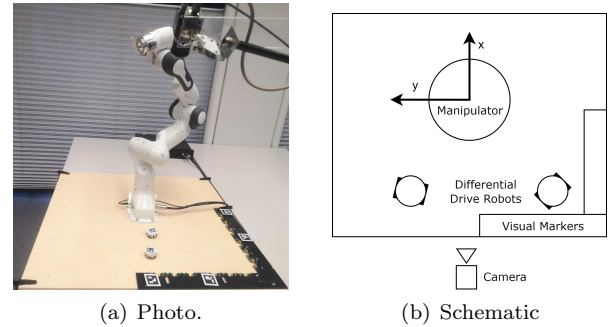 x
y
Manipulator
Differential
Drive Robots
Visual Markers
Camera
(a) Photo.
(b) Schematic